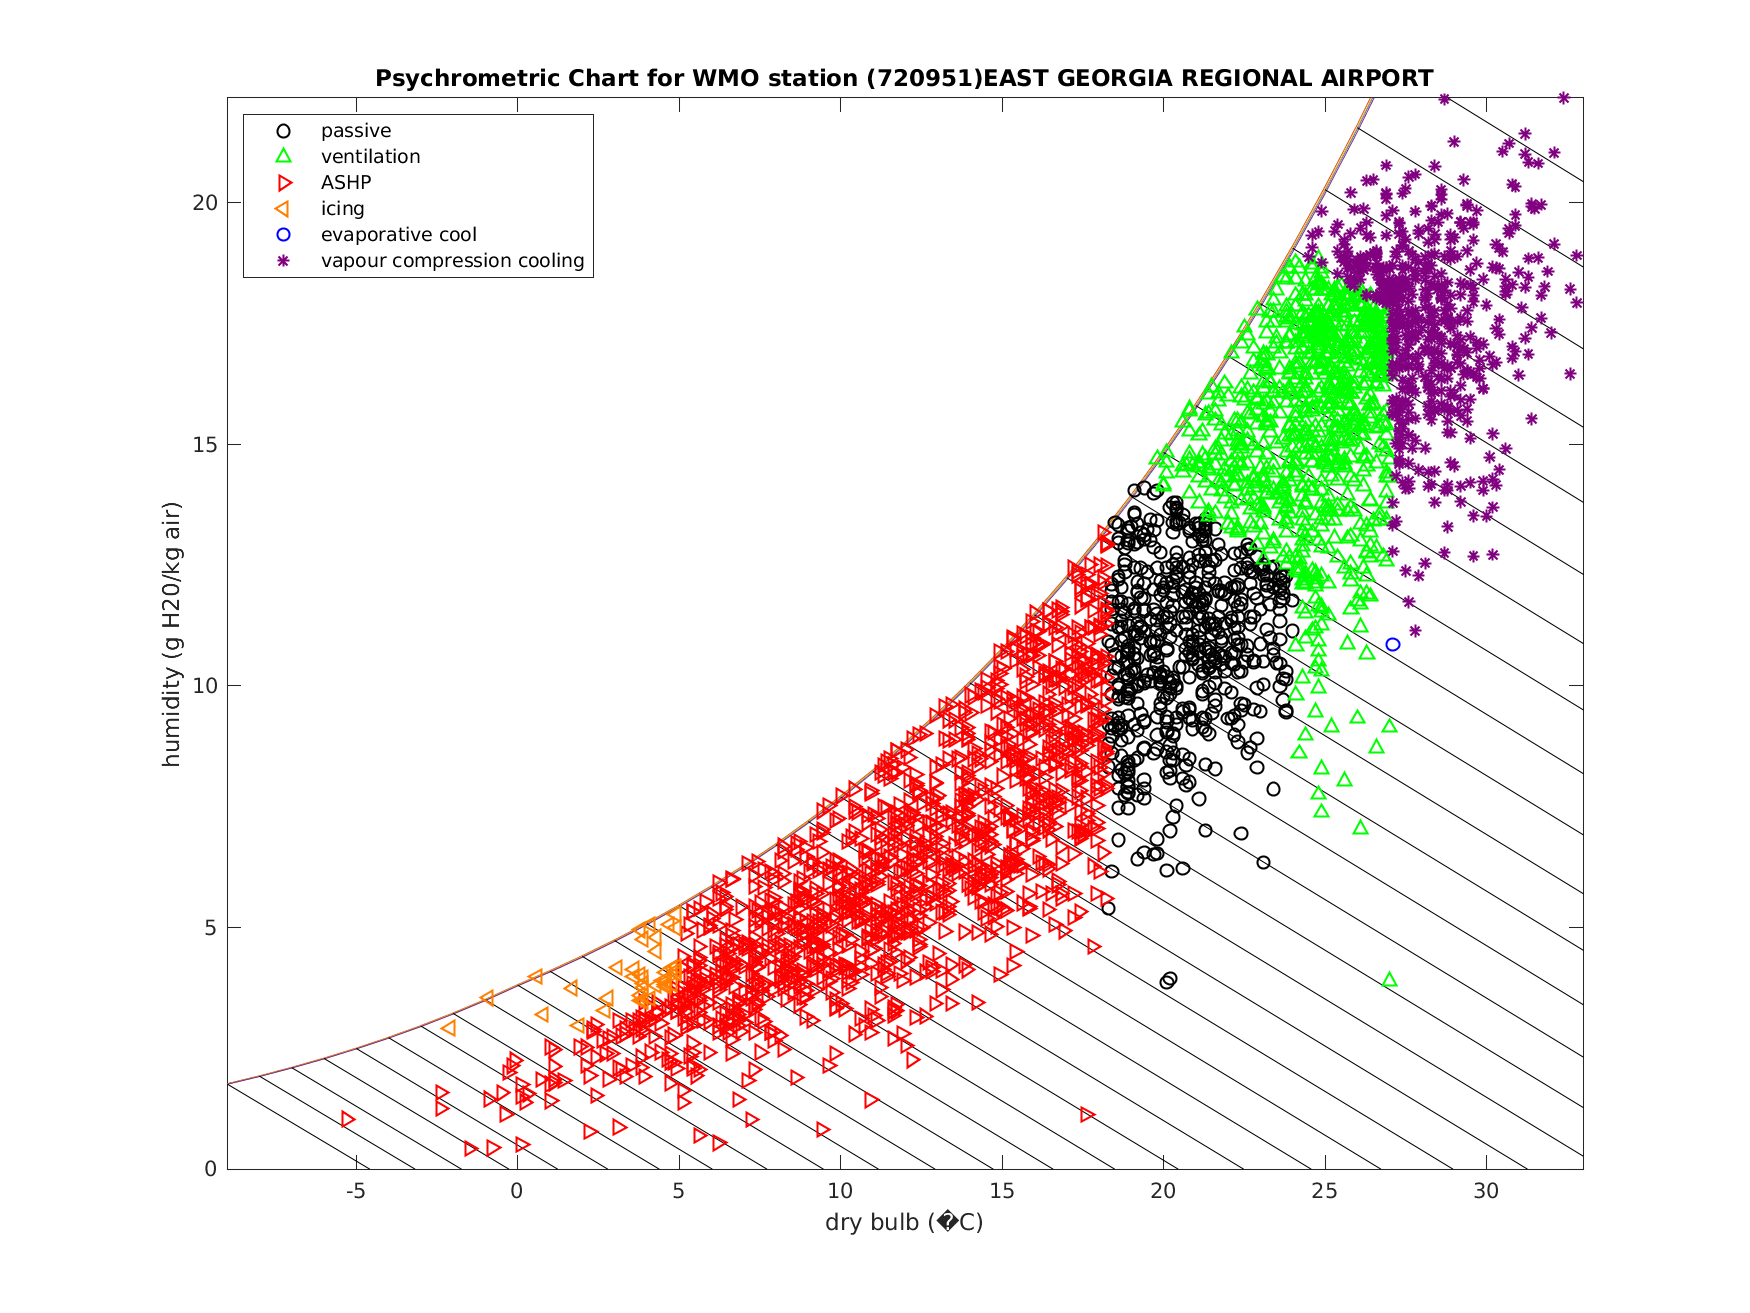 Psychrometric Chart for WMO station (720951)EAST GEORGIA REGIONAL AIRPORT
passive
ventilation
ASHP
icing
evaporative cool
vapour compression cooling
humidity (g H20/kg air)
20
15
10
5
0
-5 0 5 10 15 20 25 30
dry bulb (�C)